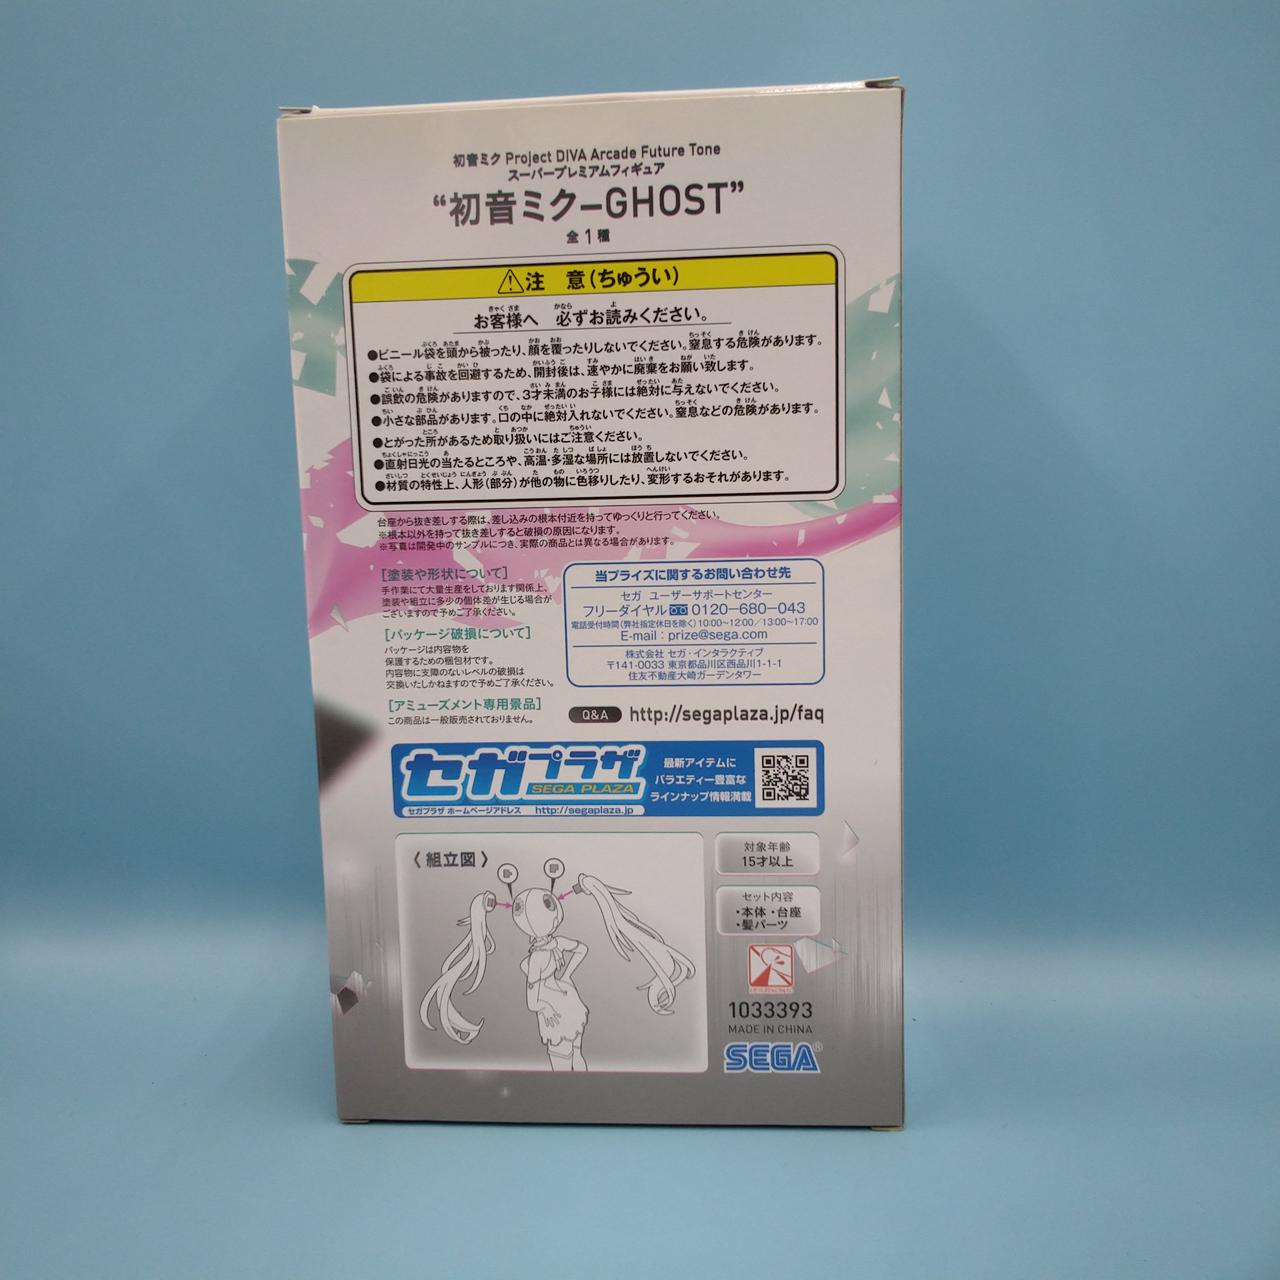 初音ミク Project DIVA Arcade Future Tone
スーパープレミアムフィギュア
“初音ミク–GHOST”
全1種
⚠注 意(ちゅうい)
お客様へ 必ずお読みください。
●ビニール袋を頭から被ったり、顔を覆ったりしないでください。窒息する危険があります。
●袋による事故を回避するため、開封後は、速やかに廃棄をお願い致します。
●誤飲の危険がありますので、3才未満のお子様には絶対に与えないでください。
●小さな部品があります。口の中に絶対入れないでください。窒息などの危険があります。
●とがった所があるため取り扱いにはご注意ください。
●直射日光の当たるところや、高温・多湿な場所には放置しないでください。
●材質の特性上、人形(部分)が他の物に色移りしたり、変形するおそれがあります。
台座から抜き差しする際は、差し込みの根本付近を持ってゆっくりと行ってください。
※根本以外を持って抜き差しすると破損の原因になります。
※写真は開発中のサンプルにつき、実際の商品とは異なる場合があります。
[塗装や形状について]
手作業にて大量生産をしております関係上、
塗装や組立に多少の個体差が生じる場合が
ございますので予めご了承ください。
[パッケージ破損について]
パッケージは内容物を
保護するための梱包材です。
内容物に支障のないレベルの破損は
交換いたしかねますので予めご了承ください。
[アミューズメント専用景品]
この商品は一般販売されておりません。
当プライズに関するお問い合わせ先
セガ ユーザーサポートセンター
フリーダイヤル 0120–680–043
電話受付時間(弊社指定休日を除く)10:00~12:00/13:00~17:00
E-mail : prize@sega.com
株式会社 セガ・インタラクティブ
〒141-0033 東京都品川区西品川1-1-1
住友不動産大崎ガーデンタワー
Q&A http://segaplaza.jp/faq
セガプラザ
SEGA PLAZA
セガプラザ ホームページアドレス http://segaplaza.jp
最新アイテムに
バラエティー豊富な
ラインナップ情報満載
〈組立図〉
対象年齢
15才以上
セット内容
・本体・台座
・髪パーツ
1033393
MADE IN CHINA
SEGA®